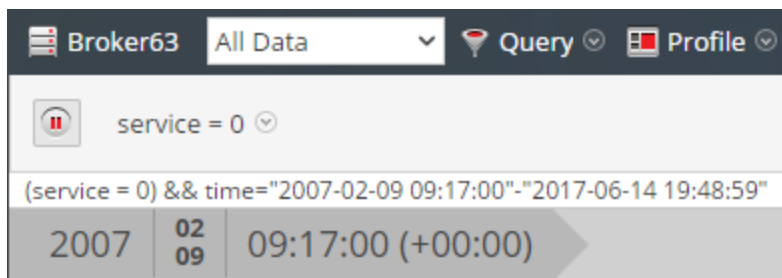 Broker63 All Data Query Profile
service = 0
(service = 0) && time="2007-02-09 09:17:00"-"2017-06-14 19:48:59"
2007 02 09 09:17:00 (+00:00)